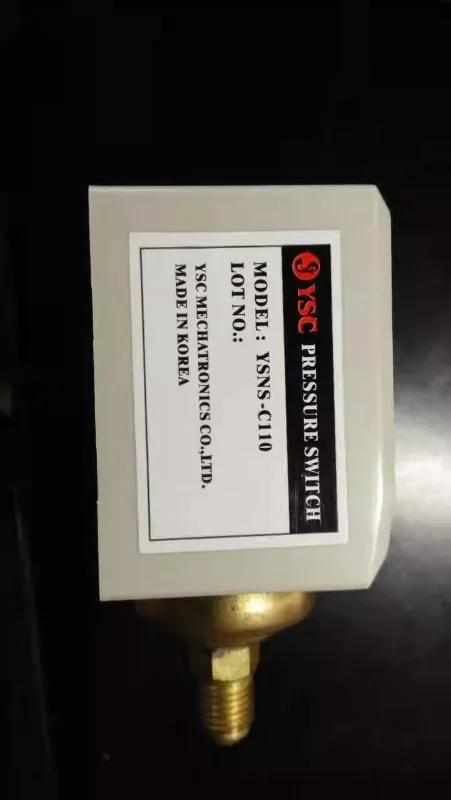 YSC PRESSURE SWITCH
MODEL : YSNS-C110
LOT NO.:
YSC MECHATRONICS CO.,LTD.
MADE IN KOREA